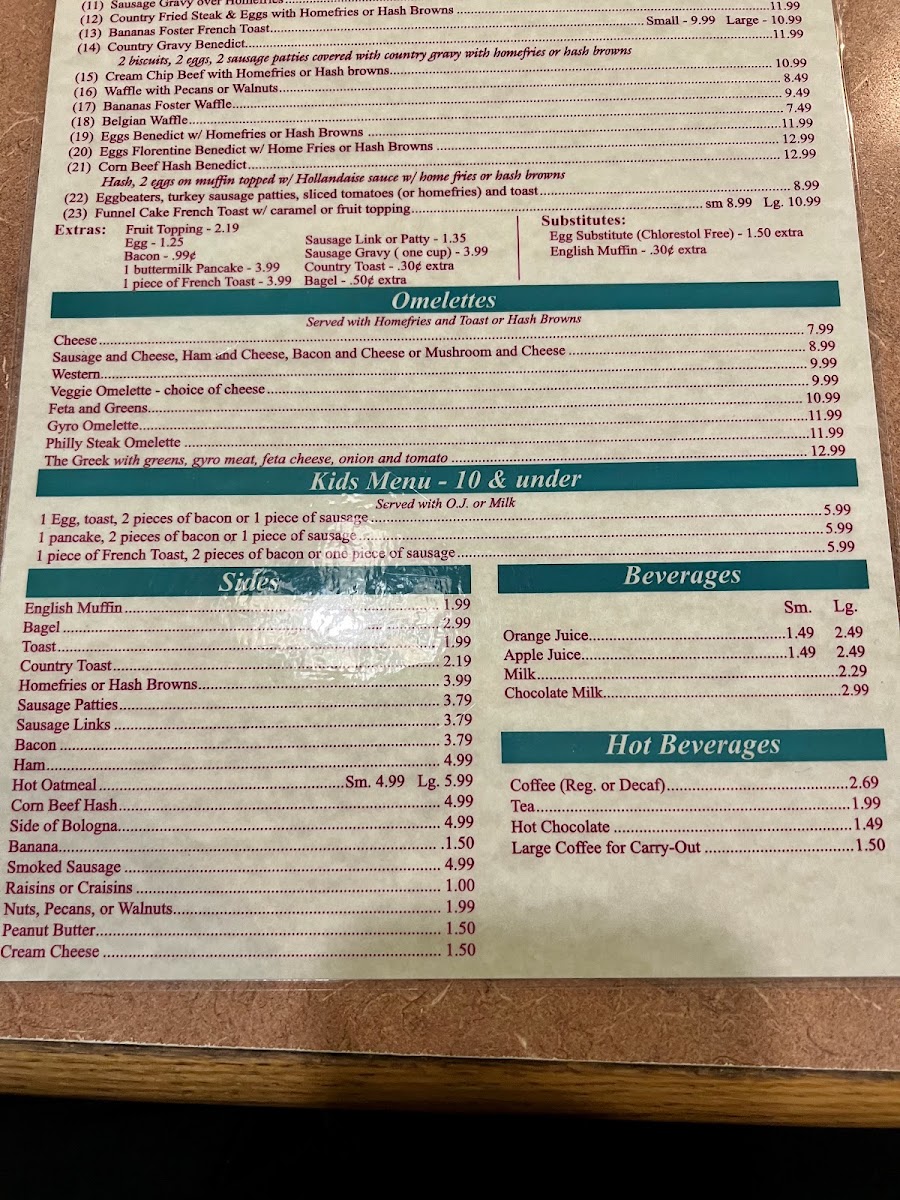 (11) Sausage Gravy over Homefries
(12) Country Fried Steak & Eggs with Homefries or Hash Browns ... 11.99
(13) Bananas Foster French Toast ... Small - 9.99 Large - 10.99
(14) Country Gravy Benedict ... 11.99
2 biscuits, 2 eggs, 2 sausage patties covered with country gravy with homefries or hash browns
(15) Cream Chip Beef with Homefries or Hash browns ... 10.99
(16) Waffle with Pecans or Walnuts ... 8.49
(17) Bananas Foster Waffle ... 9.49
(18) Belgian Waffle ... 7.49
(19) Eggs Benedict w/ Homefries or Hash Browns ... 11.99
(20) Eggs Florentine Benedict w/ Home Fries or Hash Browns ... 12.99
(21) Corn Beef Hash Benedict ... 12.99
Hash, 2 eggs on muffin topped w/ Hollandaise sauce w/ home fries or hash browns
(22) Eggbeaters, turkey sausage patties, sliced tomatoes (or homefries) and toast ... 8.99
(23) Funnel Cake French Toast w/ caramel or fruit topping ... sm 8.99 Lg. 10.99
Extras: Fruit Topping - 2.19
Egg - 1.25
Bacon - .99¢
1 buttermilk Pancake - 3.99
1 piece of French Toast - 3.99
Sausage Link or Patty - 1.35
Sausage Gravy ( one cup) - 3.99
Country Toast - .30¢ extra
Bagel - .50¢ extra
Substitutes:
Egg Substitute (Chlorestol Free) - 1.50 extra
English Muffin - .30¢ extra
Omelettes
Served with Homefries and Toast or Hash Browns
Cheese ... 7.99
Sausage and Cheese, Ham and Cheese, Bacon and Cheese or Mushroom and Cheese ... 8.99
Western ... 9.99
Veggie Omelette - choice of cheese ... 9.99
Feta and Greens ... 10.99
Gyro Omelette ... 11.99
Philly Steak Omelette ... 11.99
The Greek with greens, gyro meat, feta cheese, onion and tomato ... 12.99
Kids Menu - 10 & under
Served with O.J. or Milk
1 Egg, toast, 2 pieces of bacon or 1 piece of sausage ... 5.99
1 pancake, 2 pieces of bacon or 1 piece of sausage ... 5.99
1 piece of French Toast, 2 pieces of bacon or one piece of sausage ... 5.99
Sides
English Muffin ... 1.99
Bagel ... 2.99
Toast ... 1.99
Country Toast ... 2.19
Homefries or Hash Browns ... 3.99
Sausage Patties ... 3.79
Sausage Links ... 3.79
Bacon ... 3.79
Ham ... 4.99
Hot Oatmeal ... Sm. 4.99 Lg. 5.99
Corn Beef Hash ... 4.99
Side of Bologna ... 4.99
Banana ... 1.50
Smoked Sausage ... 4.99
Raisins or Craisins ... 1.00
Nuts, Pecans, or Walnuts ... 1.99
Peanut Butter ... 1.50
Cream Cheese ... 1.50
Beverages
Sm. Lg.
Orange Juice ... 1.49 2.49
Apple Juice ... 1.49 2.49
Milk ... 2.29
Chocolate Milk ... 2.99
Hot Beverages
Coffee (Reg. or Decaf) ... 2.69
Tea ... 1.99
Hot Chocolate ... 1.49
Large Coffee for Carry-Out ... 1.50